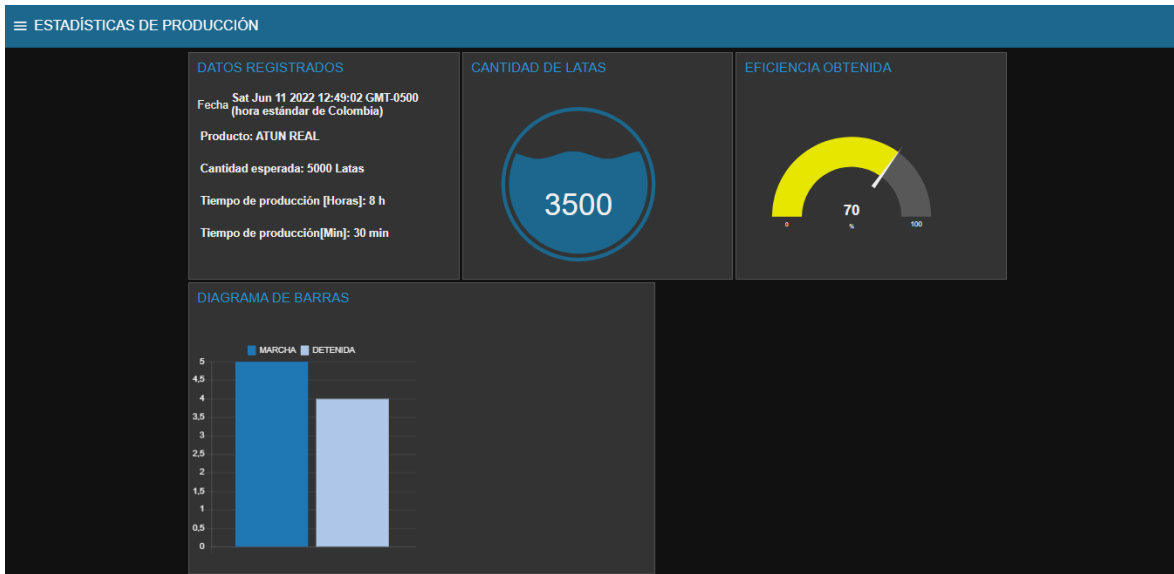 ≡ ESTADÍSTICAS DE PRODUCCIÓN
DATOS REGISTRADOS
Fecha Sat Jun 11 2022 12:49:02 GMT-0500
(hora estándar de Colombia)
Producto: ATUN REAL
Cantidad esperada: 5000 Latas
Tiempo de producción [Horas]: 8 h
Tiempo de producción[Min]: 30 min
CANTIDAD DE LATAS
3500
EFICIENCIA OBTENIDA
70
0 % 100
DIAGRAMA DE BARRAS
MARCHA DETENIDA
5
4,5
4
3,5
3
2,5
2
1,5
1
0,5
0